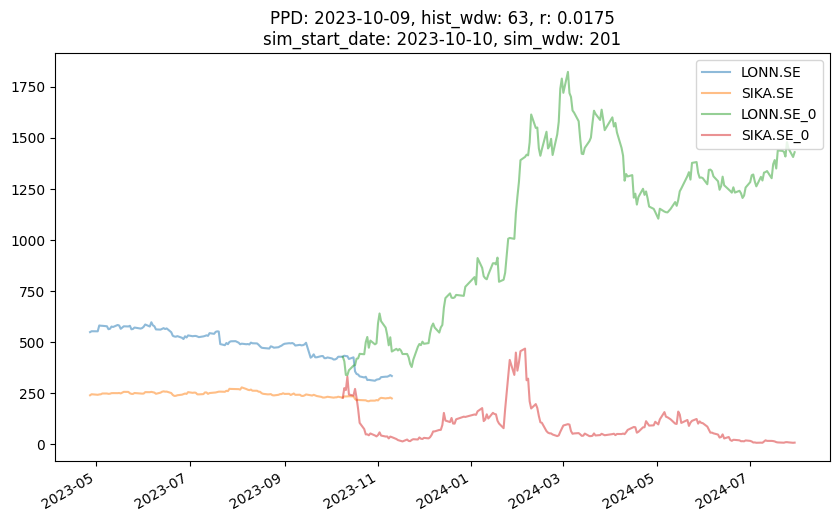 PPD: 2023-10-09, hist_wdw: 63, r: 0.0175
sim_start_date: 2023-10-10, sim_wdw: 201
LONN.SE
SIKA.SE
LONN.SE_0
SIKA.SE_0
1750
1500
1250
1000
750
500
250
0
2023-05
2023-07
2023-09
2023-11
2024-01
2024-03
2024-05
2024-07